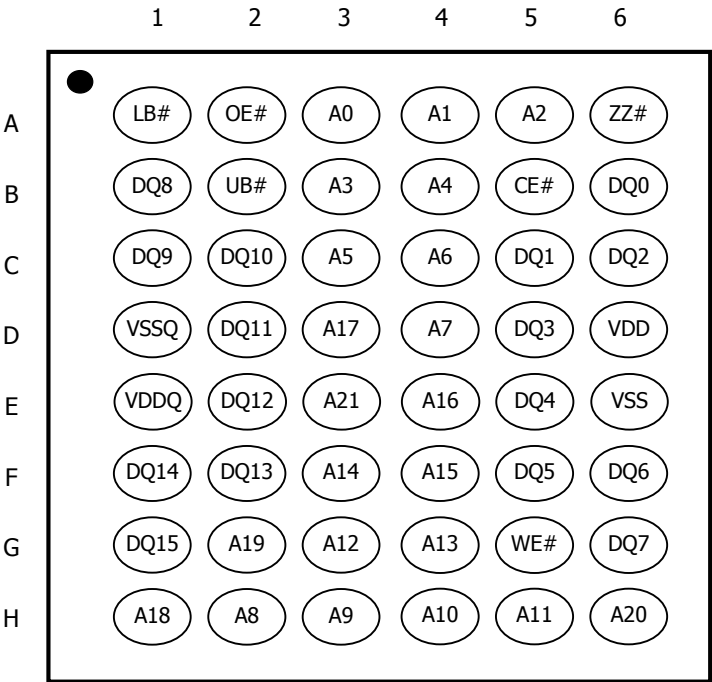 1 2 3 4 5 6
A LB# OE# A0 A1 A2 ZZ#
B DQ8 UB# A3 A4 CE# DQ0
C DQ9 DQ10 A5 A6 DQ1 DQ2
D VSSQ DQ11 A17 A7 DQ3 VDD
E VDDQ DQ12 A21 A16 DQ4 VSS
F DQ14 DQ13 A14 A15 DQ5 DQ6
G DQ15 A19 A12 A13 WE# DQ7
H A18 A8 A9 A10 A11 A20